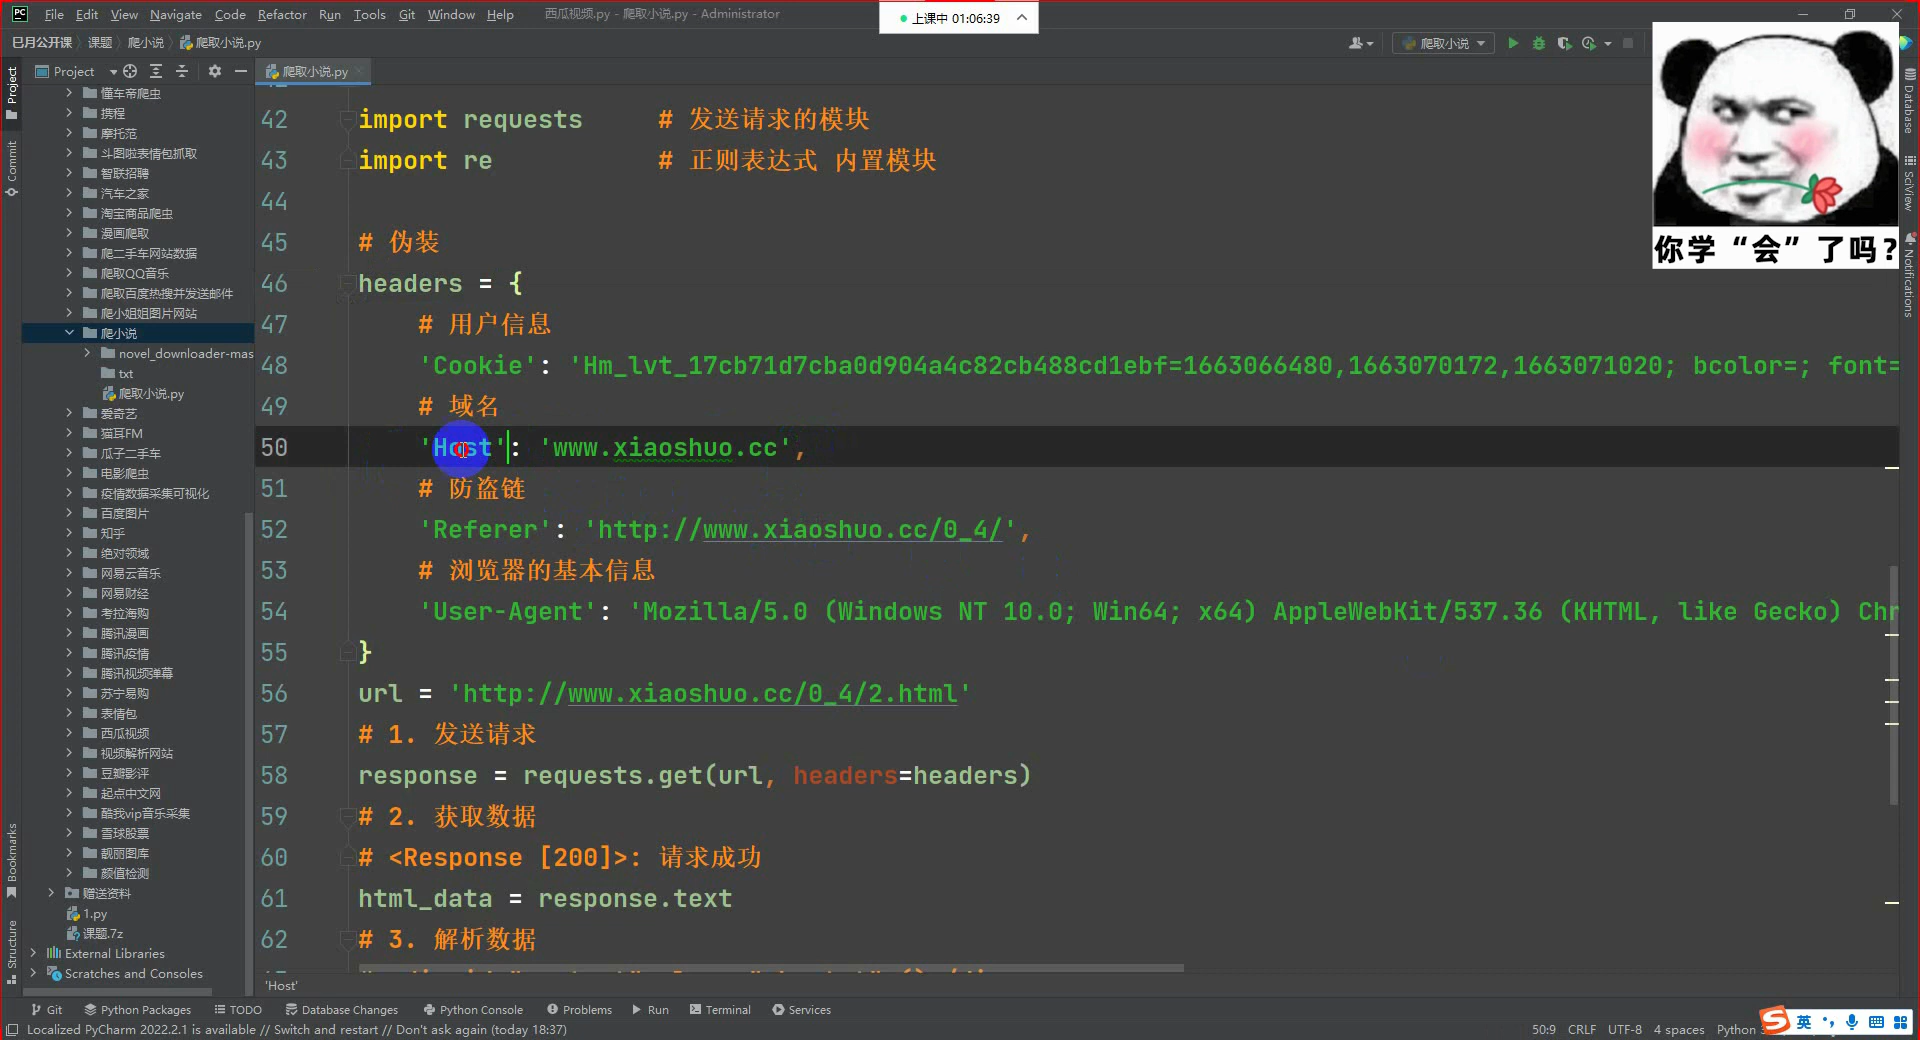 PC File Edit View Navigate Code Refactor Run Tools Git Window Help 西瓜视频.py - 爬取小说.py - Administrator
上课中 01:06:39
巳月公开课 课题 爬小说 爬取小说.py
爬取小说
Project
爬取小说.py
Project
Commit
Bookmarks
Structure
懂车帝爬虫
携程
摩托范
斗图啦表情包抓取
智联招聘
汽车之家
淘宝商品爬虫
漫画爬取
爬二手车网站数据
爬取QQ音乐
爬取百度热搜并发送邮件
爬小姐姐图片网站
爬小说
novel_downloader-mas
txt
爬取小说.py
爱奇艺
猫耳FM
瓜子二手车
电影爬虫
疫情数据采集可视化
百度图片
知乎
绝对领域
网易云音乐
网易财经
考拉海购
腾讯漫画
腾讯疫情
腾讯视频弹幕
苏宁易购
表情包
西瓜视频
视频解析网站
豆瓣影评
起点中文网
酷我vip音乐采集
雪球股票
靓丽图库
颜值检测
赠送资料
1.py
课题.7z
External Libraries
Scratches and Consoles
42 import requests # 发送请求的模块
43 import re # 正则表达式 内置模块
44
45 # 伪装
46 headers = {
47 # 用户信息
48 'Cookie': 'Hm_lvt_17cb71d7cba0d904a4c82cb488cd1ebf=1663066480,1663070172,1663071020; bcolor=; font=
49 # 域名
50 'Host': 'www.xiaoshuo.cc',
51 # 防盗链
52 'Referer': 'http://www.xiaoshuo.cc/0_4/',
53 # 浏览器的基本信息
54 'User-Agent': 'Mozilla/5.0 (Windows NT 10.0; Win64; x64) AppleWebKit/537.36 (KHTML, like Gecko) Chr
55 }
56 url = 'http://www.xiaoshuo.cc/0_4/2.html'
57 # 1. 发送请求
58 response = requests.get(url, headers=headers)
59 # 2. 获取数据
60 # <Response [200]>: 请求成功
61 html_data = response.text
62 # 3. 解析数据
你学“会”了吗?
Database
SciView
Notifications
'Host'
Git Python Packages TODO Database Changes Python Console Problems Run Terminal Services
Localized PyCharm 2022.2.1 is available // Switch and restart // Don't ask again (today 18:37)
50:9 CRLF UTF-8 4 spaces Python
英